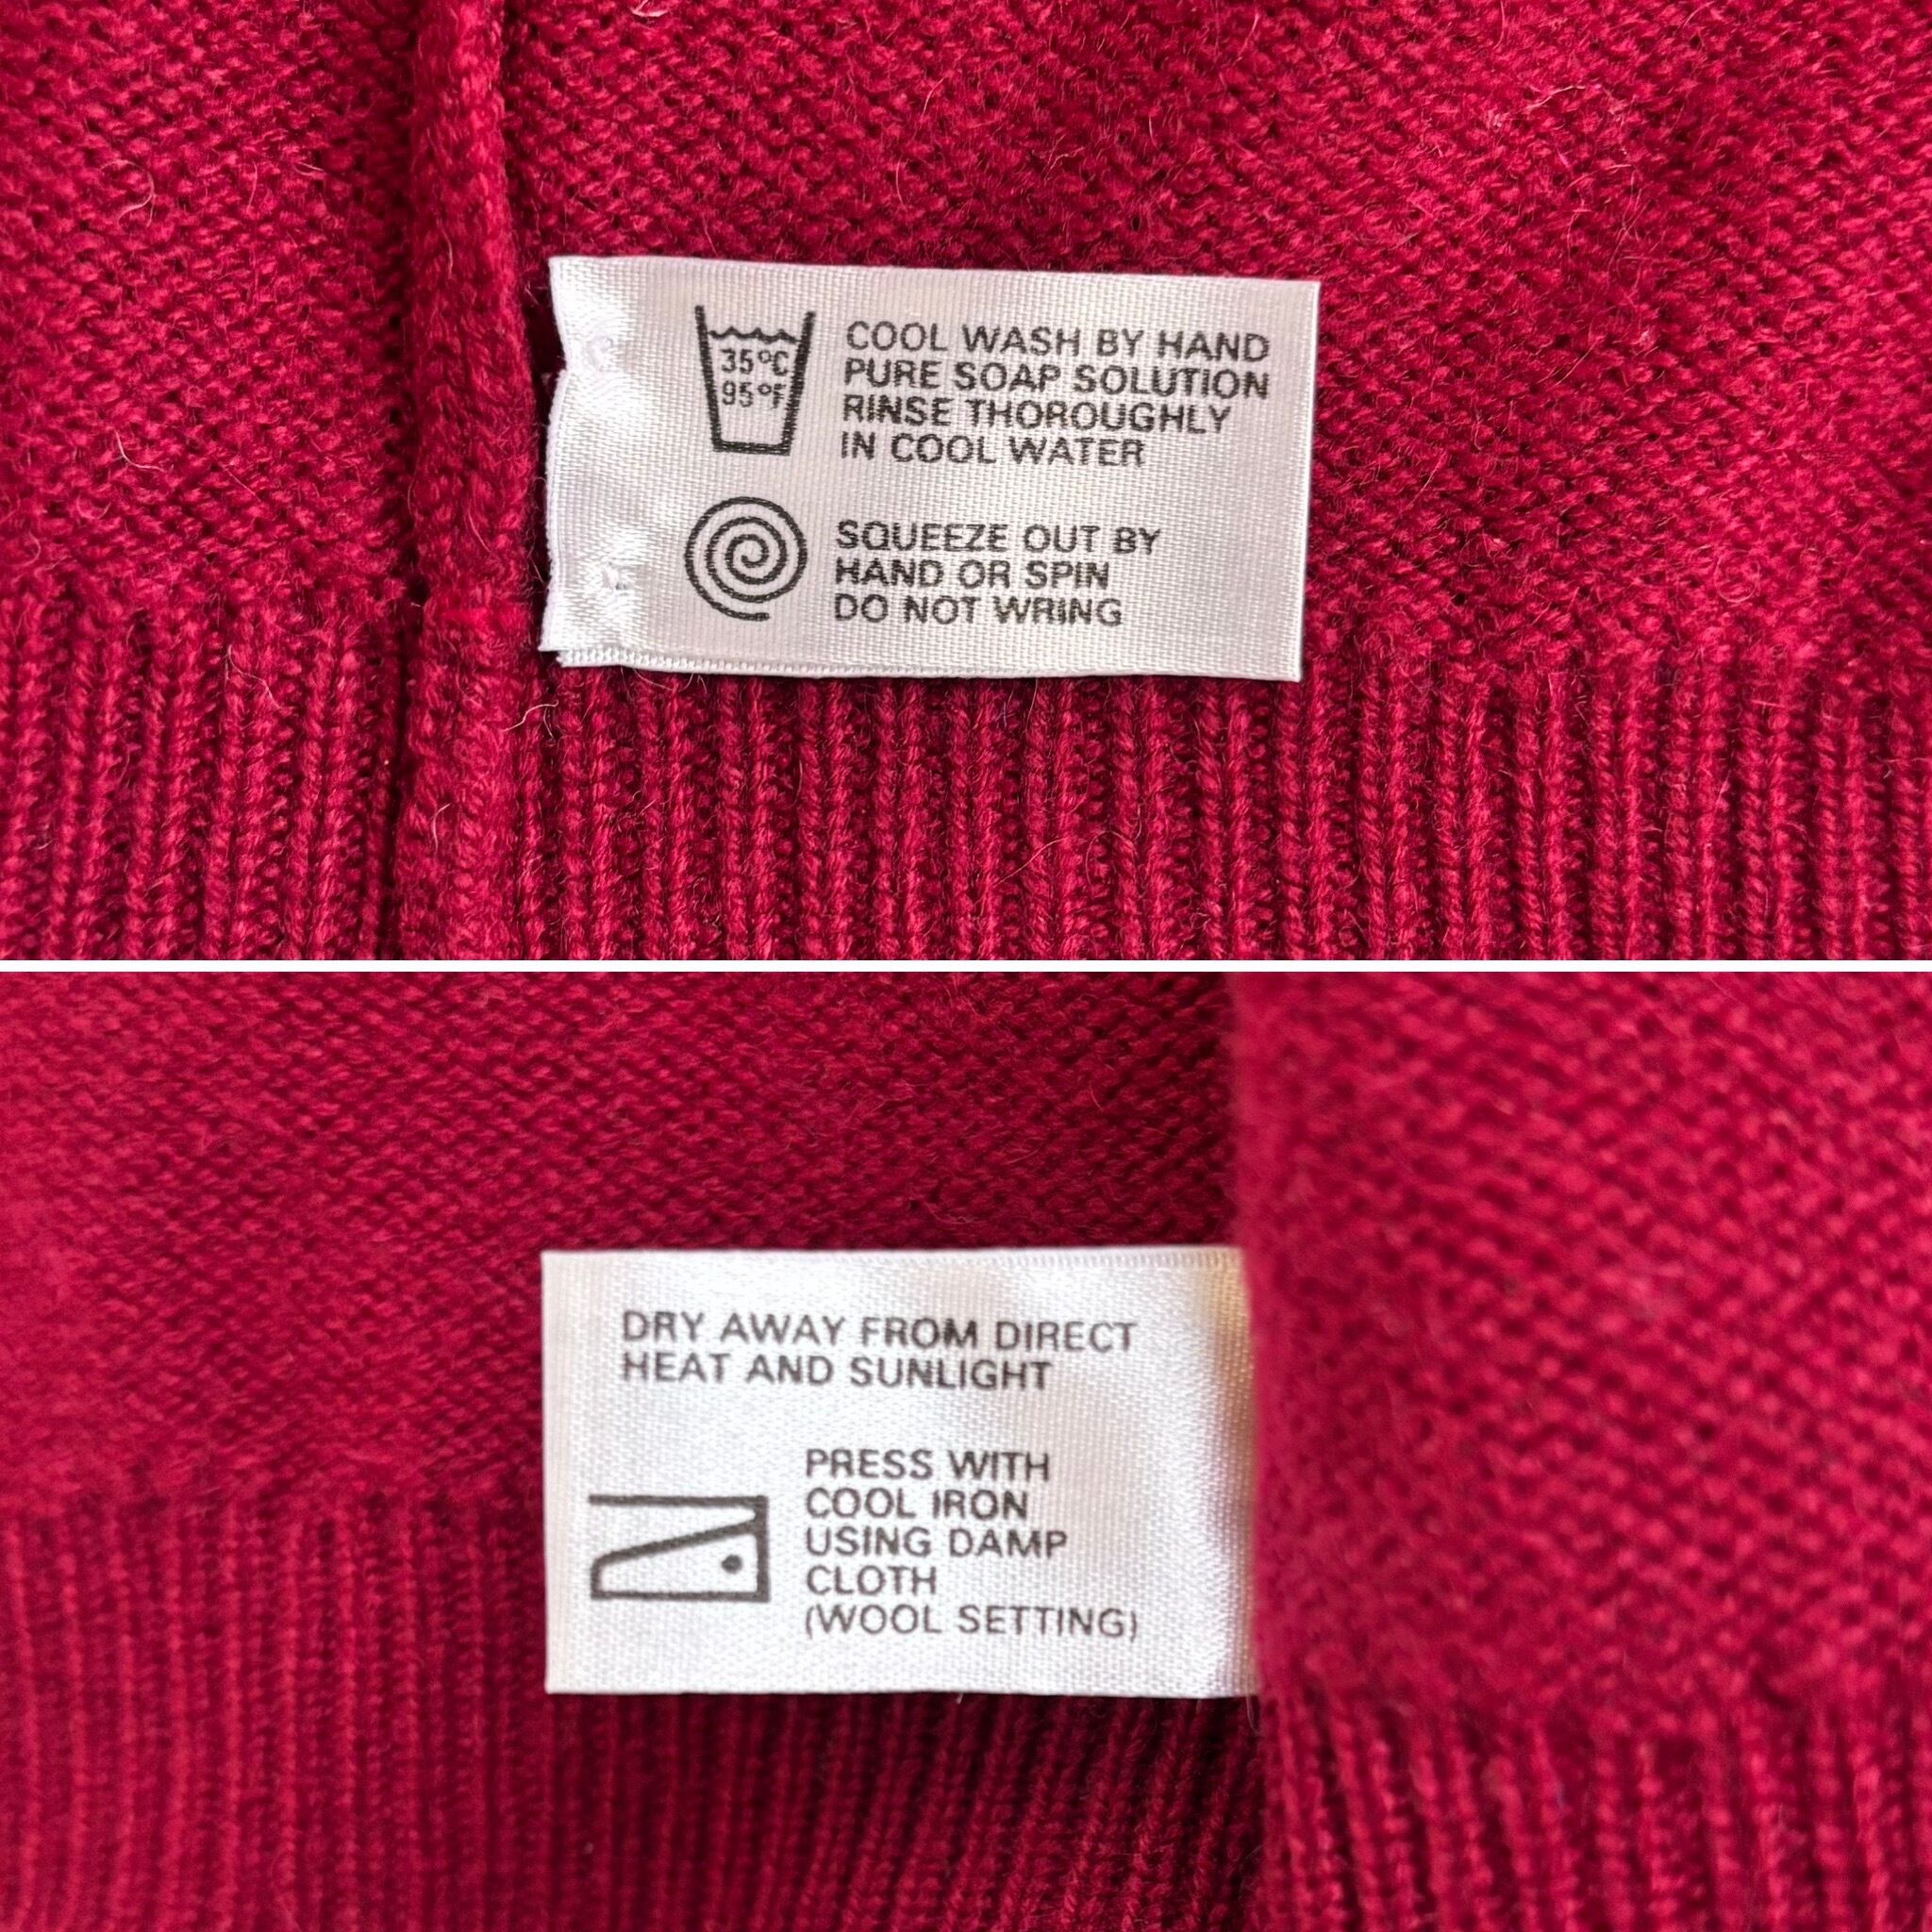 35°C
95°F
COOL WASH BY HAND
PURE SOAP SOLUTION
RINSE THOROUGHLY
IN COOL WATER
SQUEEZE OUT BY
HAND OR SPIN
DO NOT WRING
DRY AWAY FROM DIRECT
HEAT AND SUNLIGHT
PRESS WITH
COOL IRON
USING DAMP
CLOTH
(WOOL SETTING)